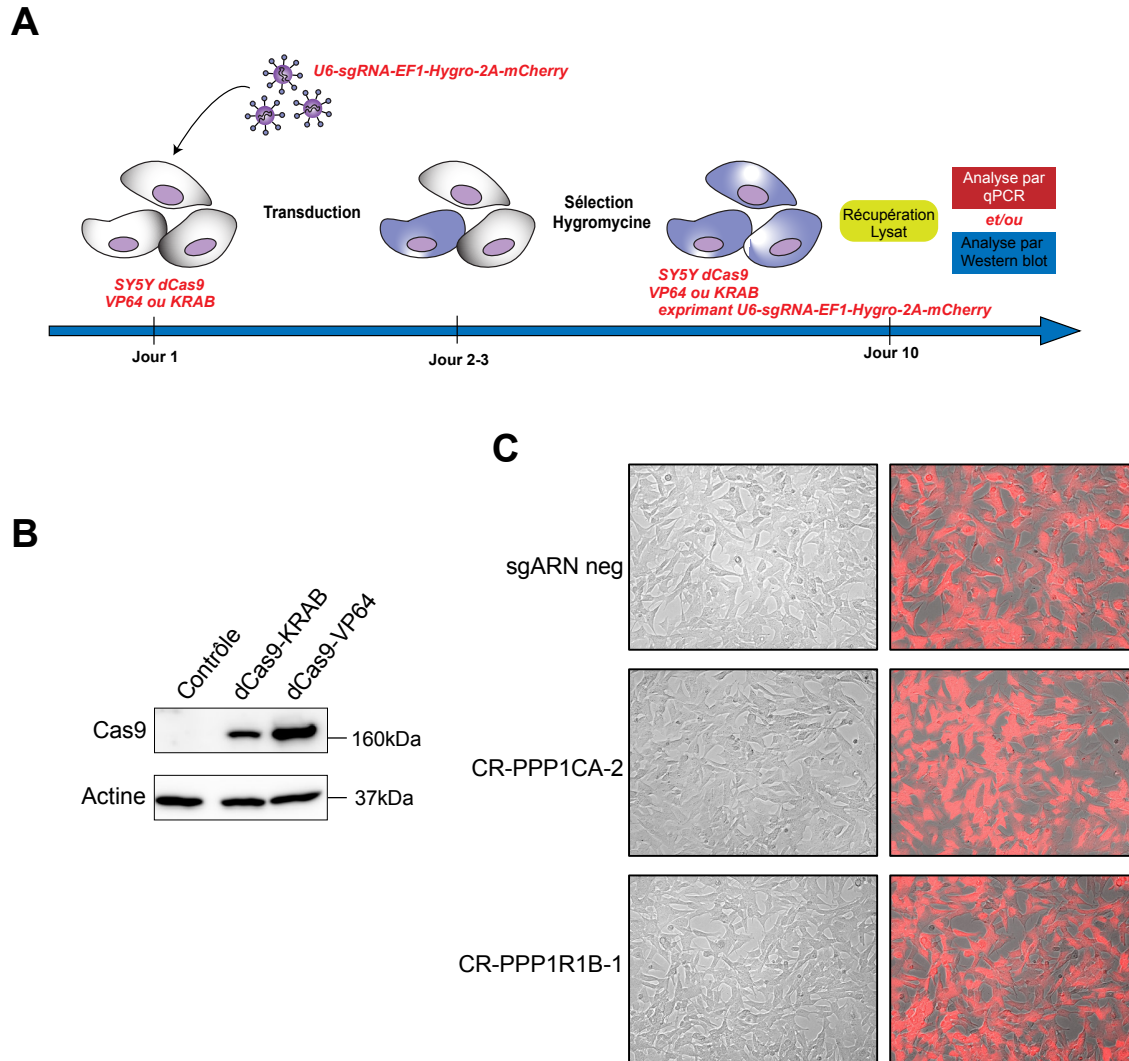 A
U6-sgRNA-EF1-Hygro-2A-mCherry
Transduction
Sélection
Hygromycine
Récupération
Lysat
Analyse par
qPCR
et/ou
Analyse par
Western blot
SY5Y dCas9
VP64 ou KRAB
SY5Y dCas9
VP64 ou KRAB
exprimant U6-sgRNA-EF1-Hygro-2A-mCherry
Jour 1
Jour 2-3
Jour 10
B
Contrôle
dCas9-KRAB
dCas9-VP64
Cas9
160kDa
Actine
37kDa
C
sgARN neg
CR-PPP1CA-2
CR-PPP1R1B-1